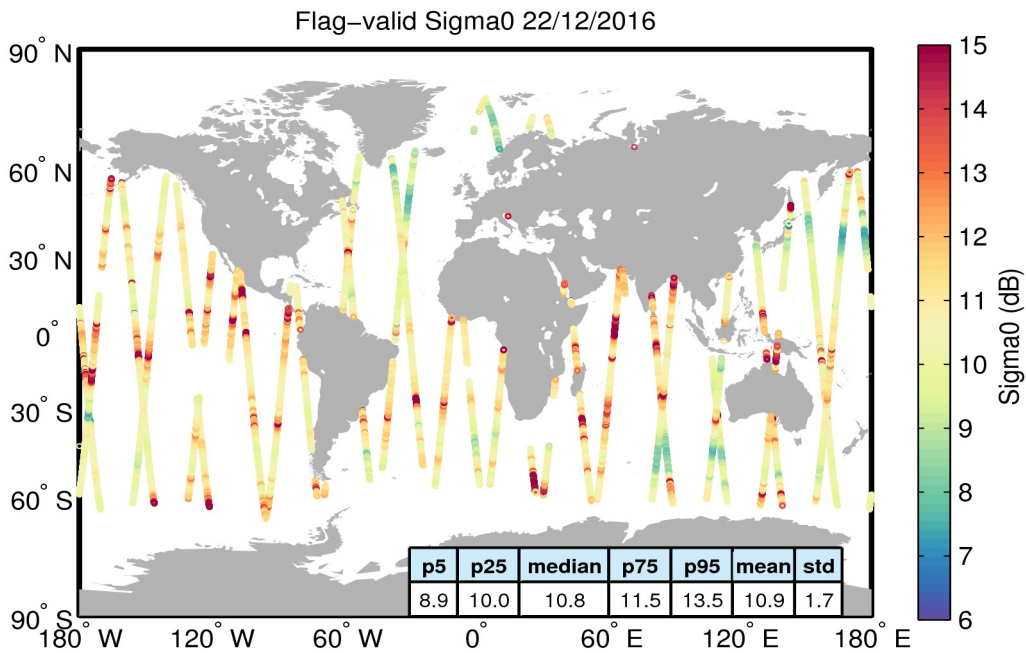 Flag−valid Sigma0 22/12/2016
90° N
60° N
30° N
0°
30° S
60° S
90° S
180° W
120° W
60° W
0°
60° E
120° E
180° E
15
14
13
12
11
10
9
8
7
6
Sigma0 (dB)
p5 p25 median p75 p95 mean std
8.9 10.0 10.8 11.5 13.5 10.9 1.7